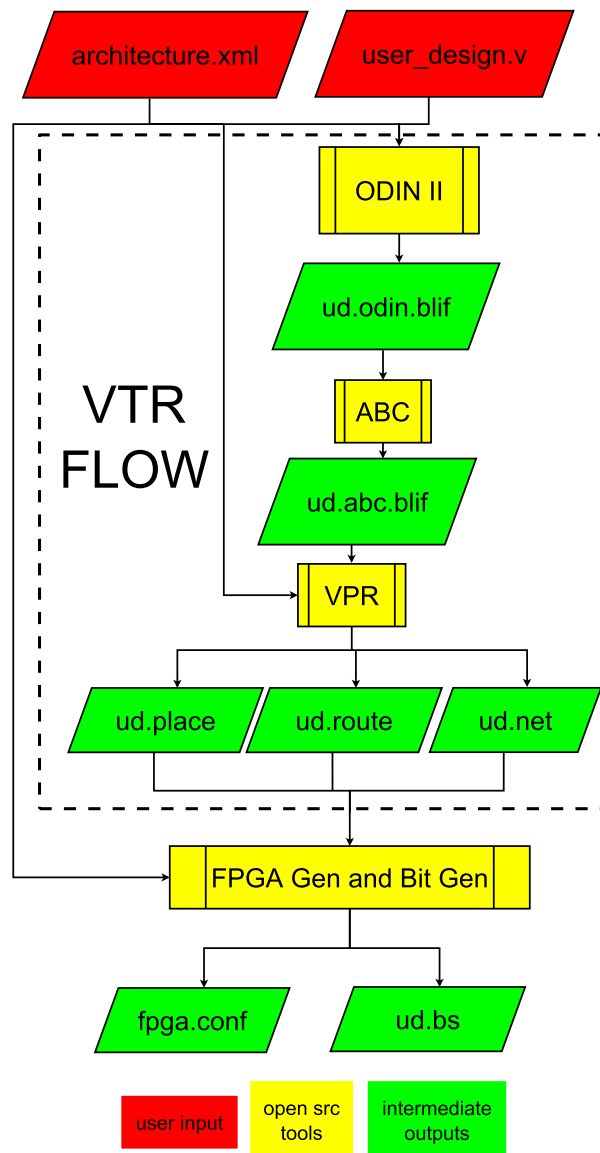 architecture.xml
user_design.v
ODIN II
ud.odin.blif
VTR
FLOW
ABC
ud.abc.blif
VPR
ud.place
ud.route
ud.net
FPGA Gen and Bit Gen
fpga.conf
ud.bs
user input
open src
tools
intermediate
outputs